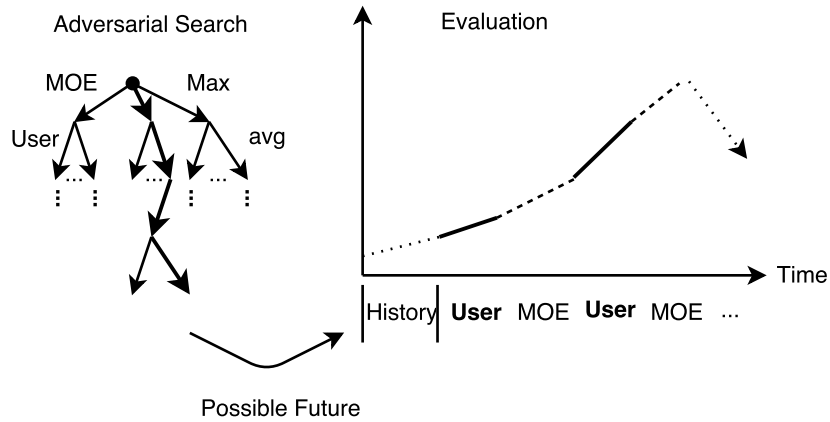 Adversarial Search
MOE Max
User avg
... ... ...
Possible Future
Evaluation
Time
History User MOE User MOE ...